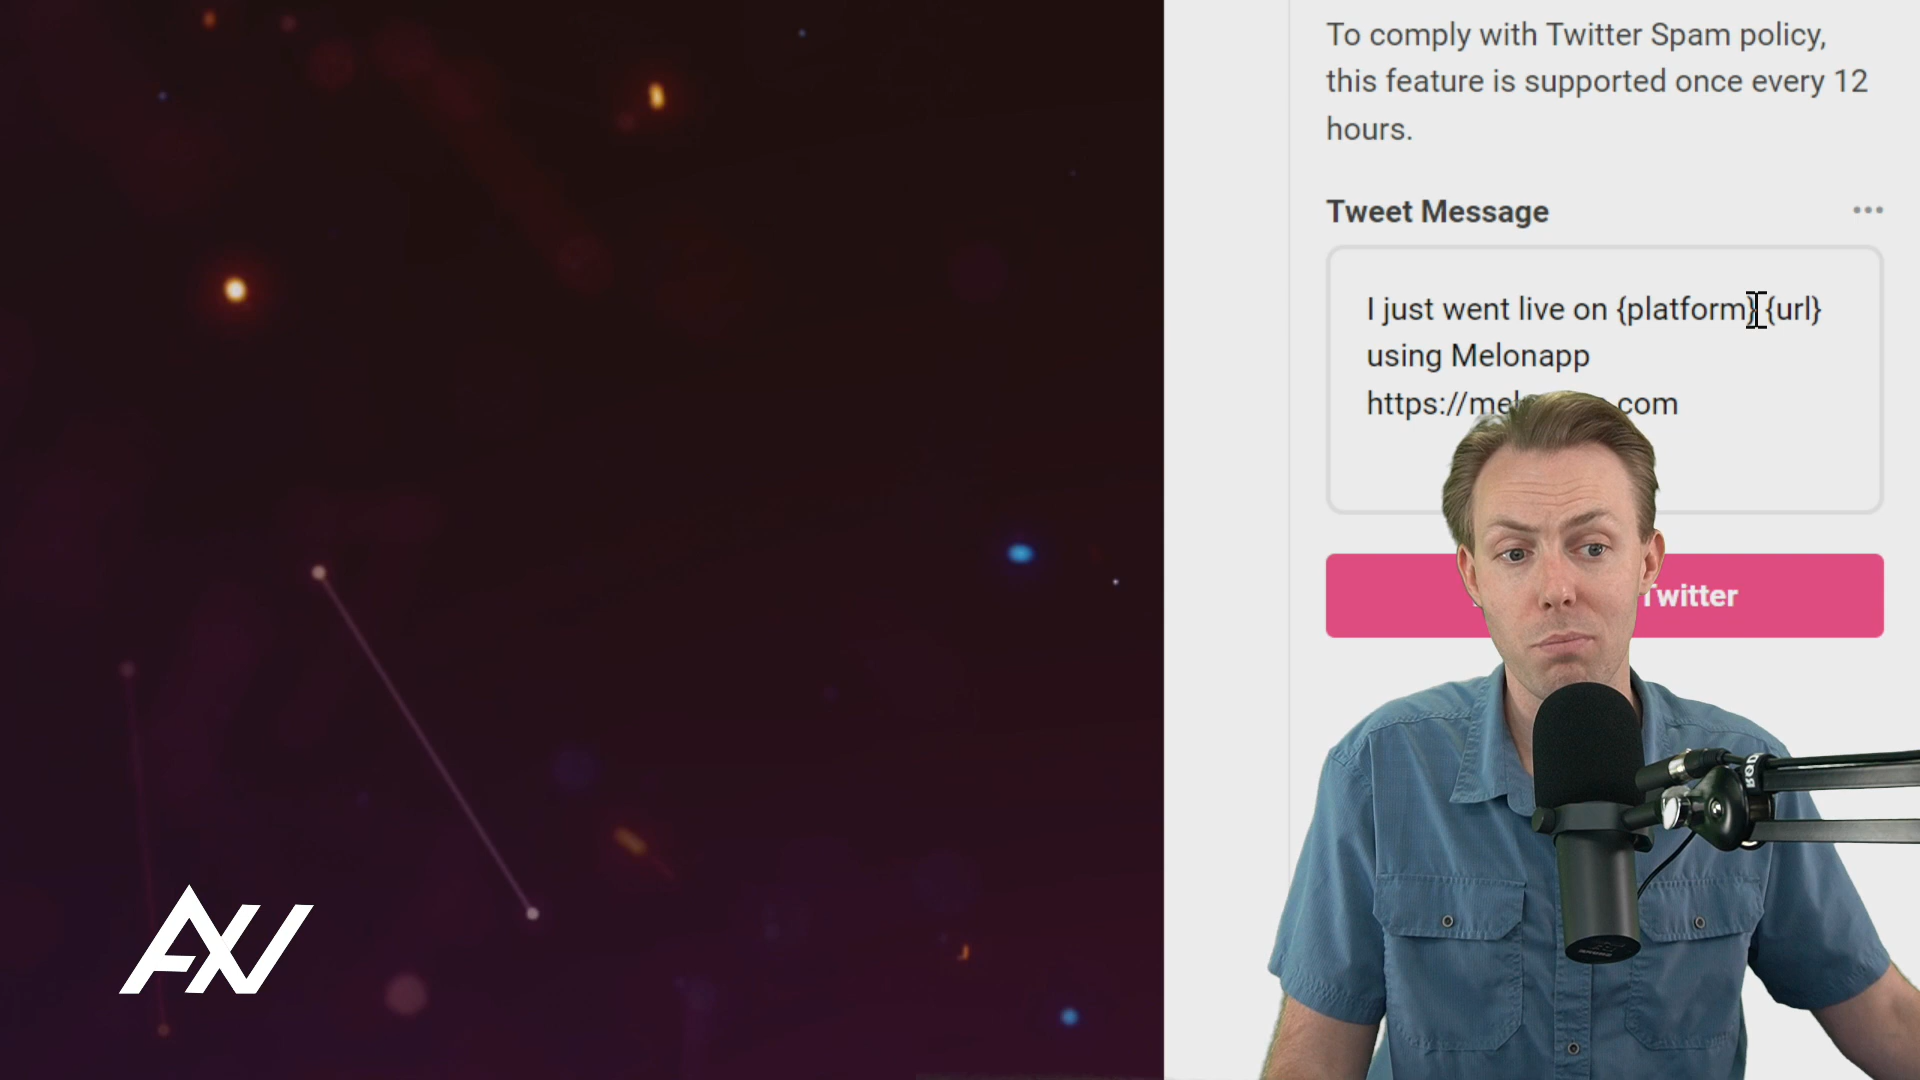 To comply with Twitter Spam policy,
this feature is supported once every 12
hours.
Tweet Message
I just went live on {platform} {url}
using Melonapp
https://me com
Twitter
RØD